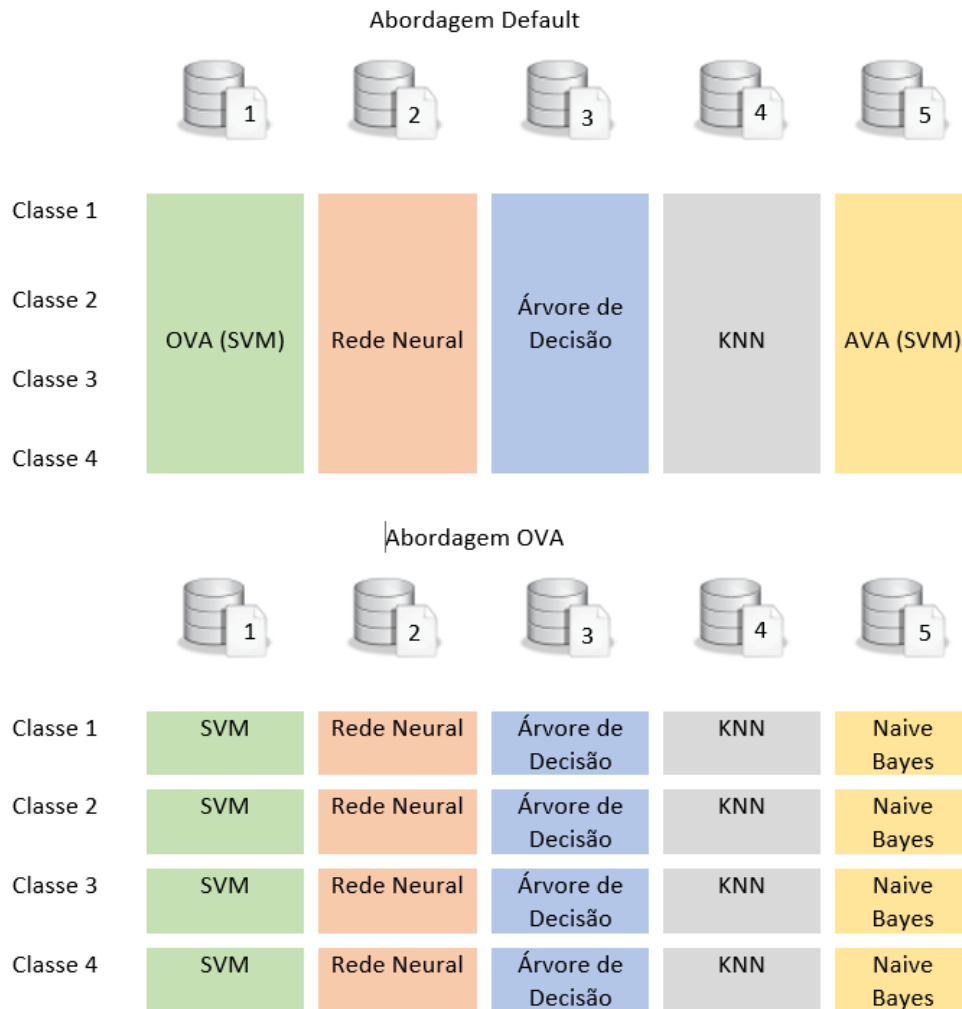 Abordagem Default
1 2 3 4 5
Classe 1
Classe 2
Árvore de
OVA (SVM) Rede Neural Decisão KNN AVA (SVM)
Classe 3
Classe 4
Abordagem OVA
1 2 3 4 5
Classe 1 SVM Rede Neural Árvore de KNN Naive
Decisão Bayes
Classe 2 SVM Rede Neural Árvore de KNN Naive
Decisão Bayes
Classe 3 SVM Rede Neural Árvore de KNN Naive
Decisão Bayes
Classe 4 SVM Rede Neural Árvore de KNN Naive
Decisão Bayes